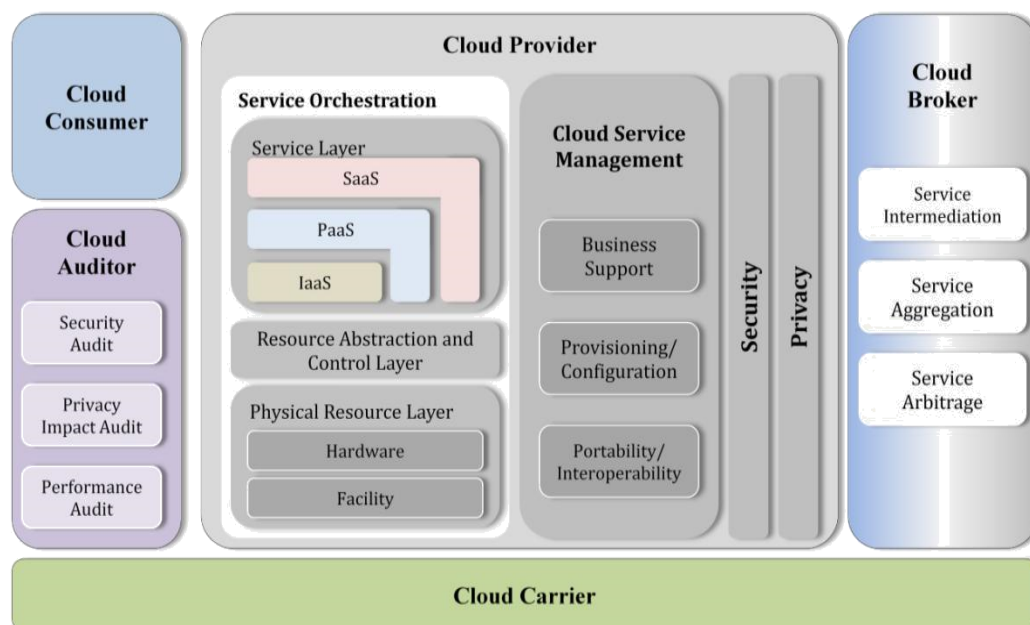 Cloud
Consumer
Cloud
Auditor
Security
Audit
Privacy
Impact Audit
Performance
Audit
Cloud Provider
Service Orchestration
Service Layer
SaaS
PaaS
IaaS
Resource Abstraction and
Control Layer
Physical Resource Layer
Hardware
Facility
Cloud Service
Management
Business
Support
Provisioning/
Configuration
Portability/
Interoperability
Security
Privacy
Cloud
Broker
Service
Intermediation
Service
Aggregation
Service
Arbitrage
Cloud Carrier